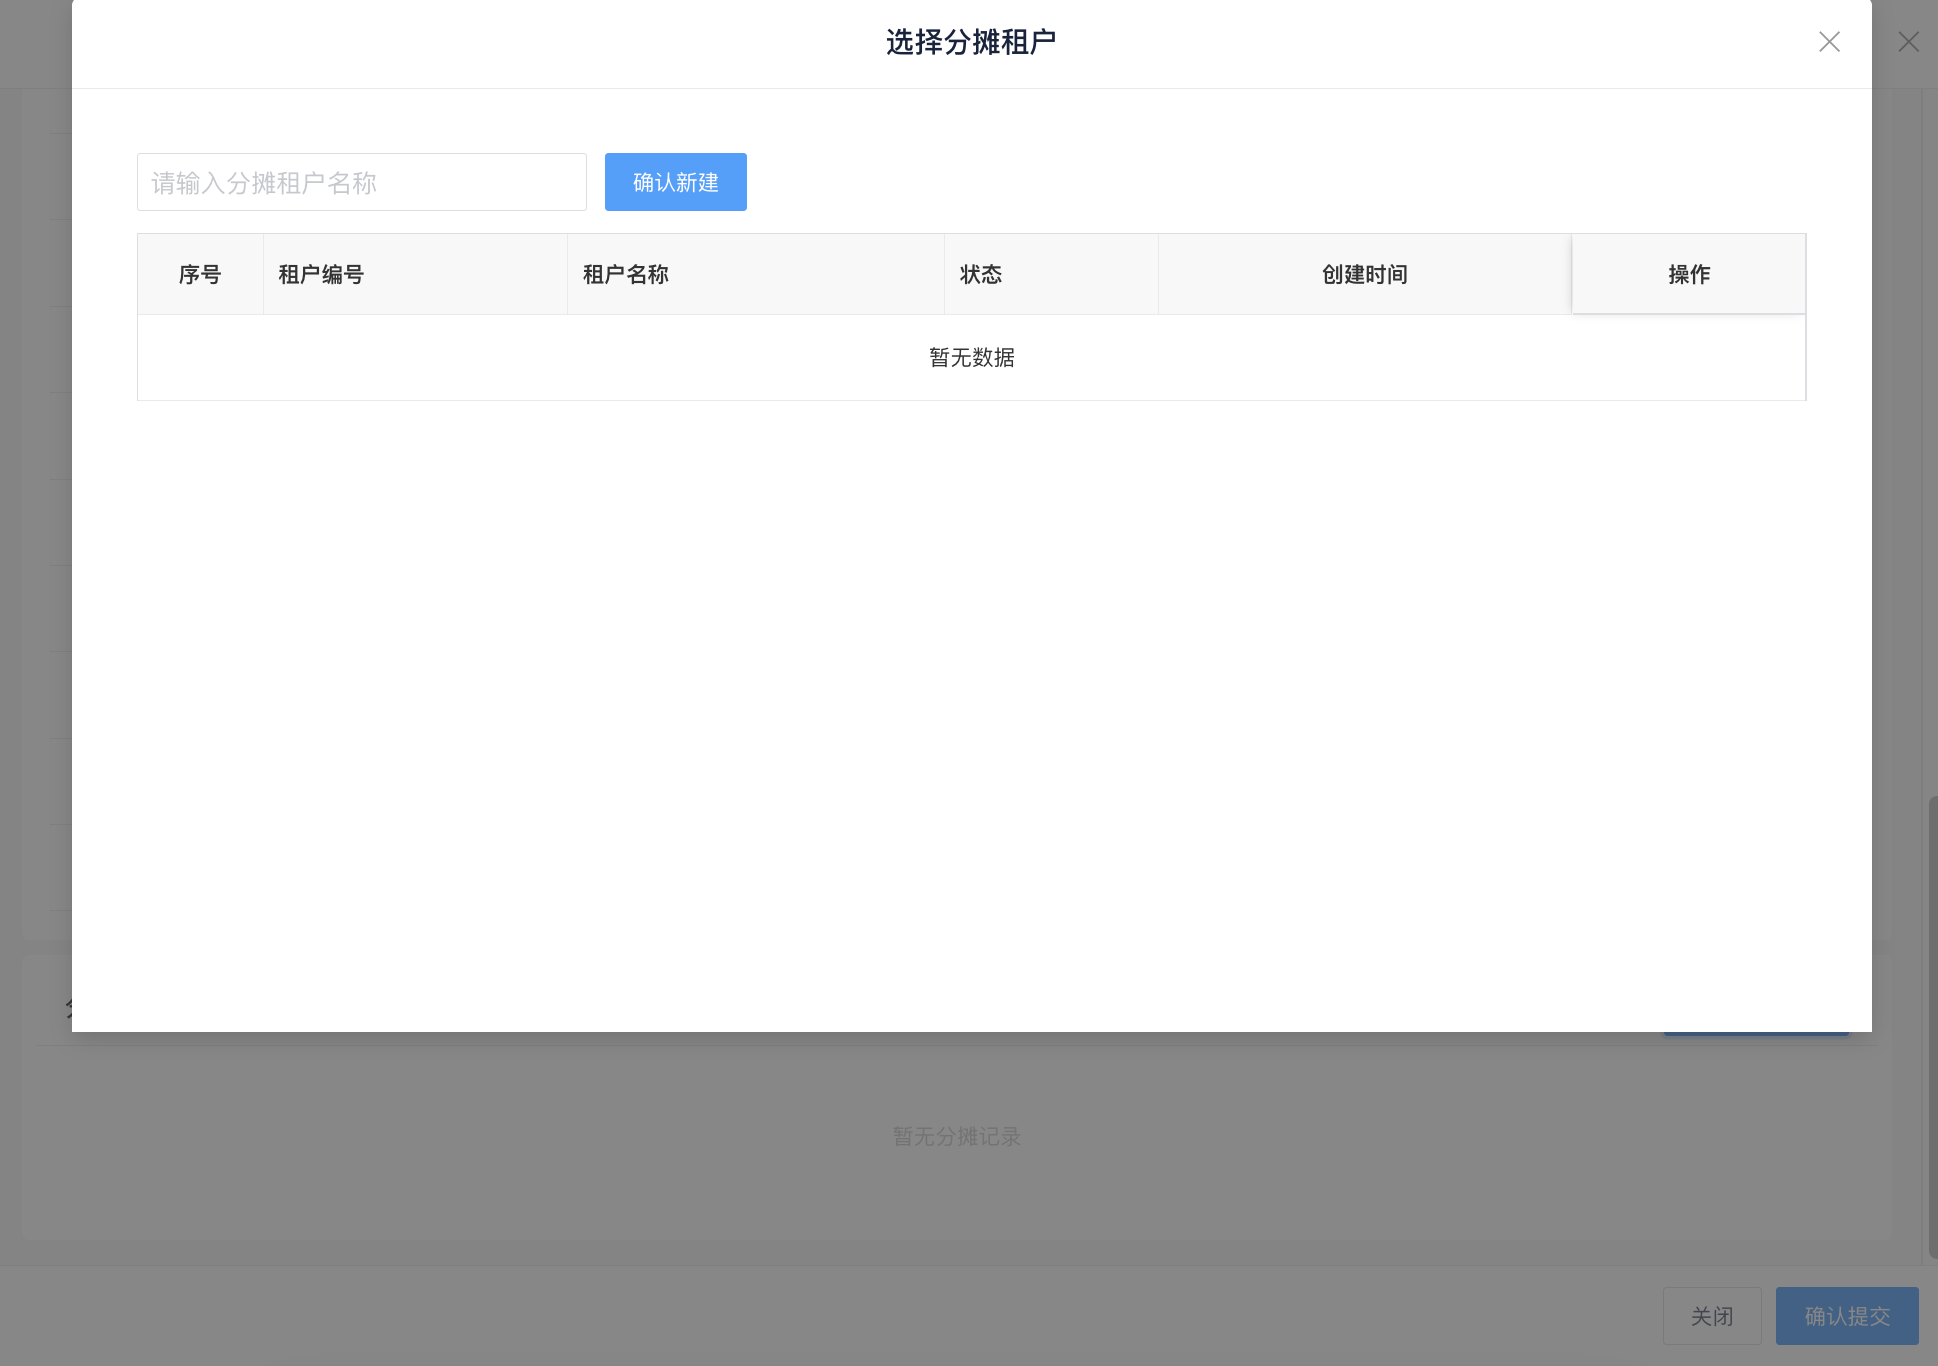 选择分摊租户
请输入分摊租户名称
确认新建
序号 租户编号 租户名称 状态 创建时间 操作
暂无数据
暂无分摊记录
关闭 确认提交